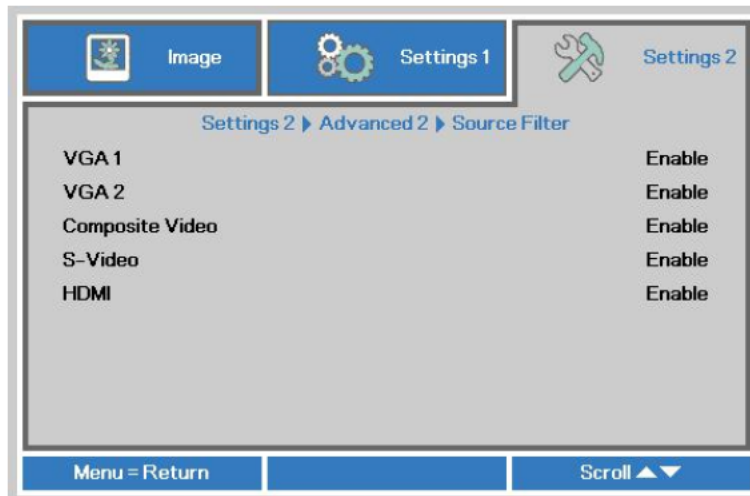 Image Settings 1 Settings 2
Settings 2 Advanced 2 Source Filter
VGA 1 Enable
VGA 2 Enable
Composite Video Enable
S-Video Enable
HDMI Enable
Menu = Return Scroll ▲▼